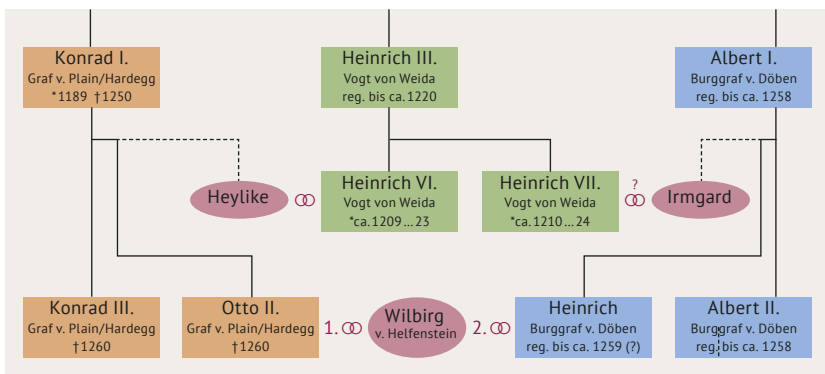 Konrad I.
Graf v. Plain/Hardegg
*1189 †1250
Heinrich III.
Vogt von Weida
reg. bis ca. 1220
Albert I.
Burggraf v. Döben
reg. bis ca. 1258
Heylike
Heinrich VI.
Vogt von Weida
*ca. 1209 ... 23
Heinrich VII.
Vogt von Weida
*ca. 1210 ... 24
?
Irmgard
Konrad III.
Graf v. Plain/Hardegg
†1260
Otto II.
Graf v. Plain/Hardegg
†1260
1.
Wilbirg
v. Helfenstein
2.
Heinrich
Burggraf v. Döben
reg. bis ca. 1259 (?)
Albert II.
Burggraf v. Döben
reg. bis ca. 1258